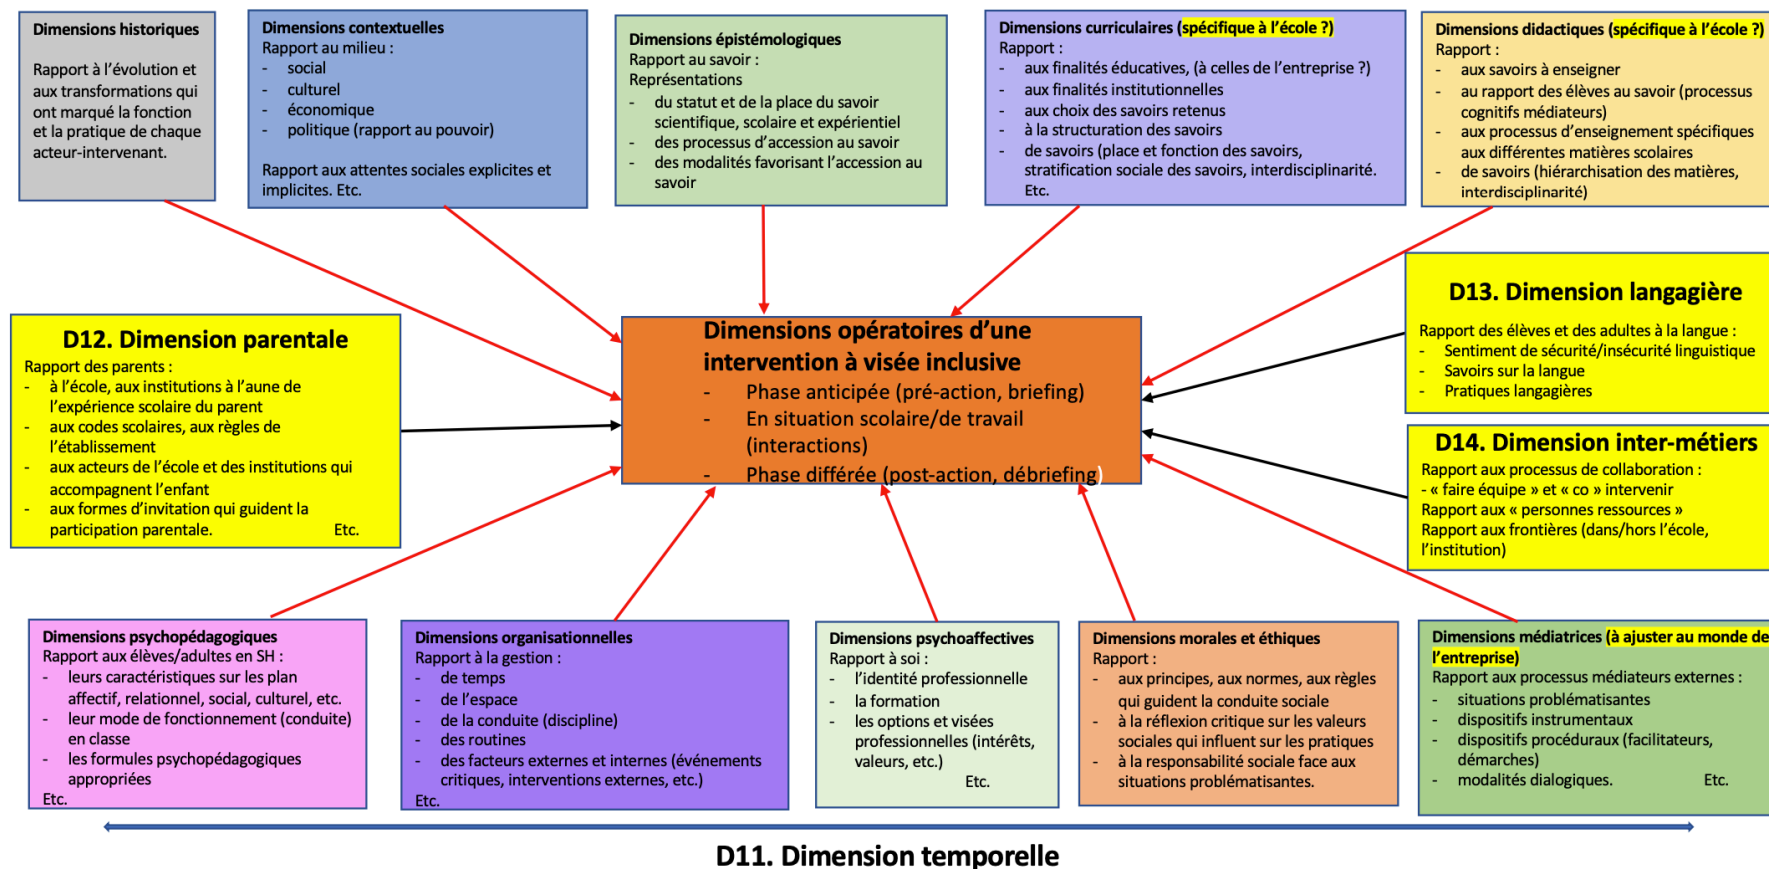 Dimensions historiques
Rapport à l’évolution et
aux transformations qui
ont marqué la fonction
et la pratique de chaque
acteur-intervenant.
Dimensions contextuelles
Rapport au milieu :
- social
- culturel
- économique
- politique (rapport au pouvoir)
Rapport aux attentes sociales explicites et
implicites. Etc.
Dimensions épistémologiques
Rapport au savoir :
Représentations
- du statut et de la place du savoir
scientifique, scolaire et expérientiel
- des processus d’accession au savoir
- des modalités favorisant l’accession au
savoir
Dimensions curriculaires (spécifique à l’école ?)
Rapport :
- aux finalités éducatives, (à celles de l’entreprise ?)
- aux finalités institutionnelles
- aux choix des savoirs retenus
- à la structuration des savoirs
- de savoirs (place et fonction des savoirs,
stratification sociale des savoirs, interdisciplinarité.
Etc.
Dimensions didactiques (spécifique à l’école ?)
Rapport :
- aux savoirs à enseigner
- au rapport des élèves au savoir (processus
cognitifs médiateurs)
- aux processus d’enseignement spécifiques
aux différentes matières scolaires
- de savoirs (hiérarchisation des matières,
interdisciplinarité)
D12. Dimension parentale
Rapport des parents :
- à l’école, aux institutions à l’aune de
l’expérience scolaire du parent
- aux codes scolaires, aux règles de
l’établissement
- aux acteurs de l’école et des institutions qui
accompagnent l’enfant
- aux formes d’invitation qui guident la
participation parentale. Etc.
Dimensions opératoires d’une
intervention à visée inclusive
- Phase anticipée (pré-action, briefing)
- En situation scolaire/de travail
(interactions)
- Phase différée (post-action, débriefing)
D13. Dimension langagière
Rapport des élèves et des adultes à la langue :
- Sentiment de sécurité/insécurité linguistique
- Savoirs sur la langue
- Pratiques langagières
D14. Dimension inter-métiers
Rapport aux processus de collaboration :
- « faire équipe » et « co » intervenir
Rapport aux « personnes ressources »
Rapport aux frontières (dans/hors l’école,
l’institution)
Dimensions psychopédagogiques
Rapport aux élèves/adultes en SH :
- leurs caractéristiques sur les plan
affectif, relationnel, social, culturel, etc.
- leur mode de fonctionnement (conduite)
en classe
- les formules psychopédagogiques
appropriées
Etc.
Dimensions organisationnelles
Rapport à la gestion :
- de temps
- de l’espace
- de la conduite (discipline)
- des routines
- des facteurs externes et internes (événements
critiques, interventions externes, etc.)
Etc.
Dimensions psychoaffectives
Rapport à soi :
- l’identité professionnelle
- la formation
- les options et visées
professionnelles (intérêts,
valeurs, etc.)
Etc.
Dimensions morales et éthiques
Rapport :
- aux principes, aux normes, aux règles
qui guident la conduite sociale
- à la réflexion critique sur les valeurs
sociales qui influent sur les pratiques
- à la responsabilité sociale face aux
situations problématisantes.
Dimensions médiatrices (à ajuster au monde de
l’entreprise)
Rapport aux processus médiateurs externes :
- situations problématisantes
- dispositifs instrumentaux
- dispositifs procéduraux (facilitateurs,
démarches)
- modalités dialogiques. Etc.
D11. Dimension temporelle